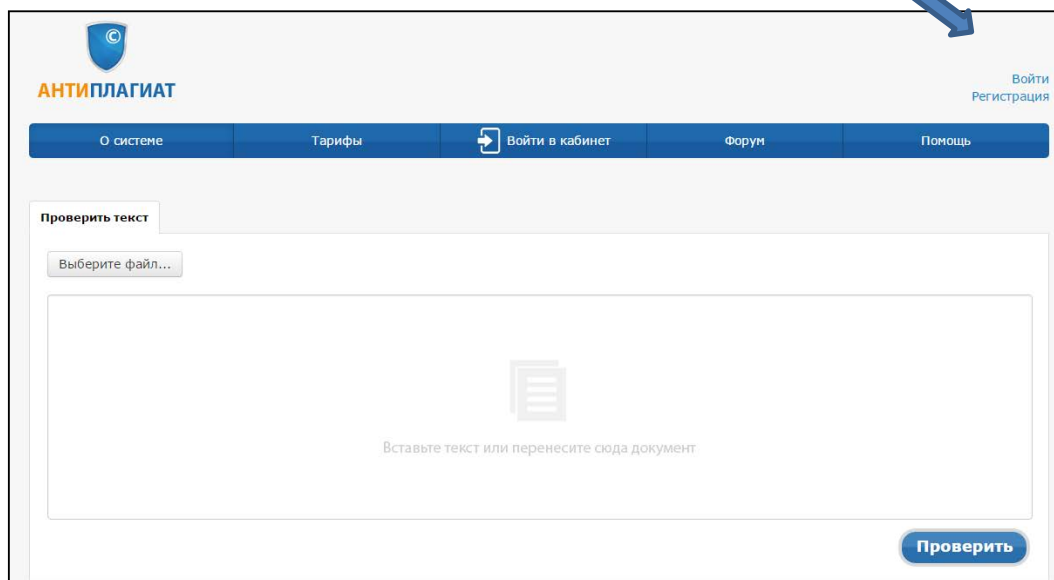 ©
АНТИПЛАГИАТ
Войти
Регистрация
О системе
Тарифы
Войти в кабинет
Форум
Помощь
Проверить текст
Выберите файл...
Вставьте текст или перенесите сюда документ
Проверить